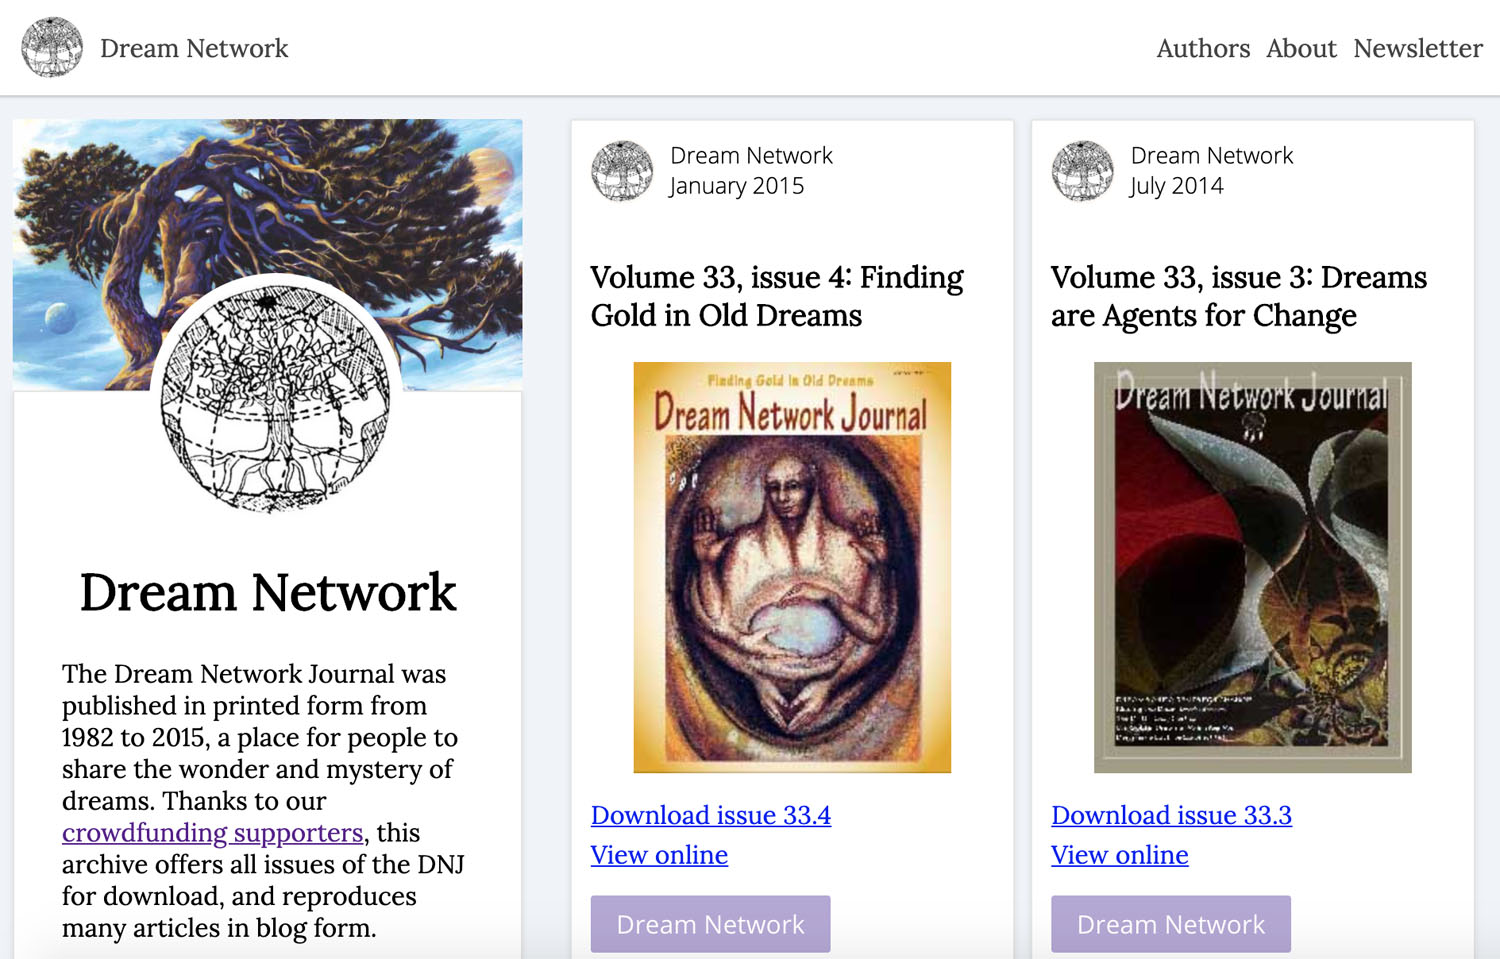 Dream Network
Authors About Newsletter
Dream Network
The Dream Network Journal was
published in printed form from
1982 to 2015, a place for people to
share the wonder and mystery of
dreams. Thanks to our
crowdfunding supporters, this
archive offers all issues of the DNJ
for download, and reproduces
many articles in blog form.
Dream Network
January 2015
Volume 33, issue 4: Finding
Gold in Old Dreams
Finding Gold in Old Dreams
Dream Network Journal
Download issue 33.4
View online
Dream Network
Dream Network
July 2014
Volume 33, issue 3: Dreams
are Agents for Change
Dream Network Journal
Download issue 33.3
View online
Dream Network